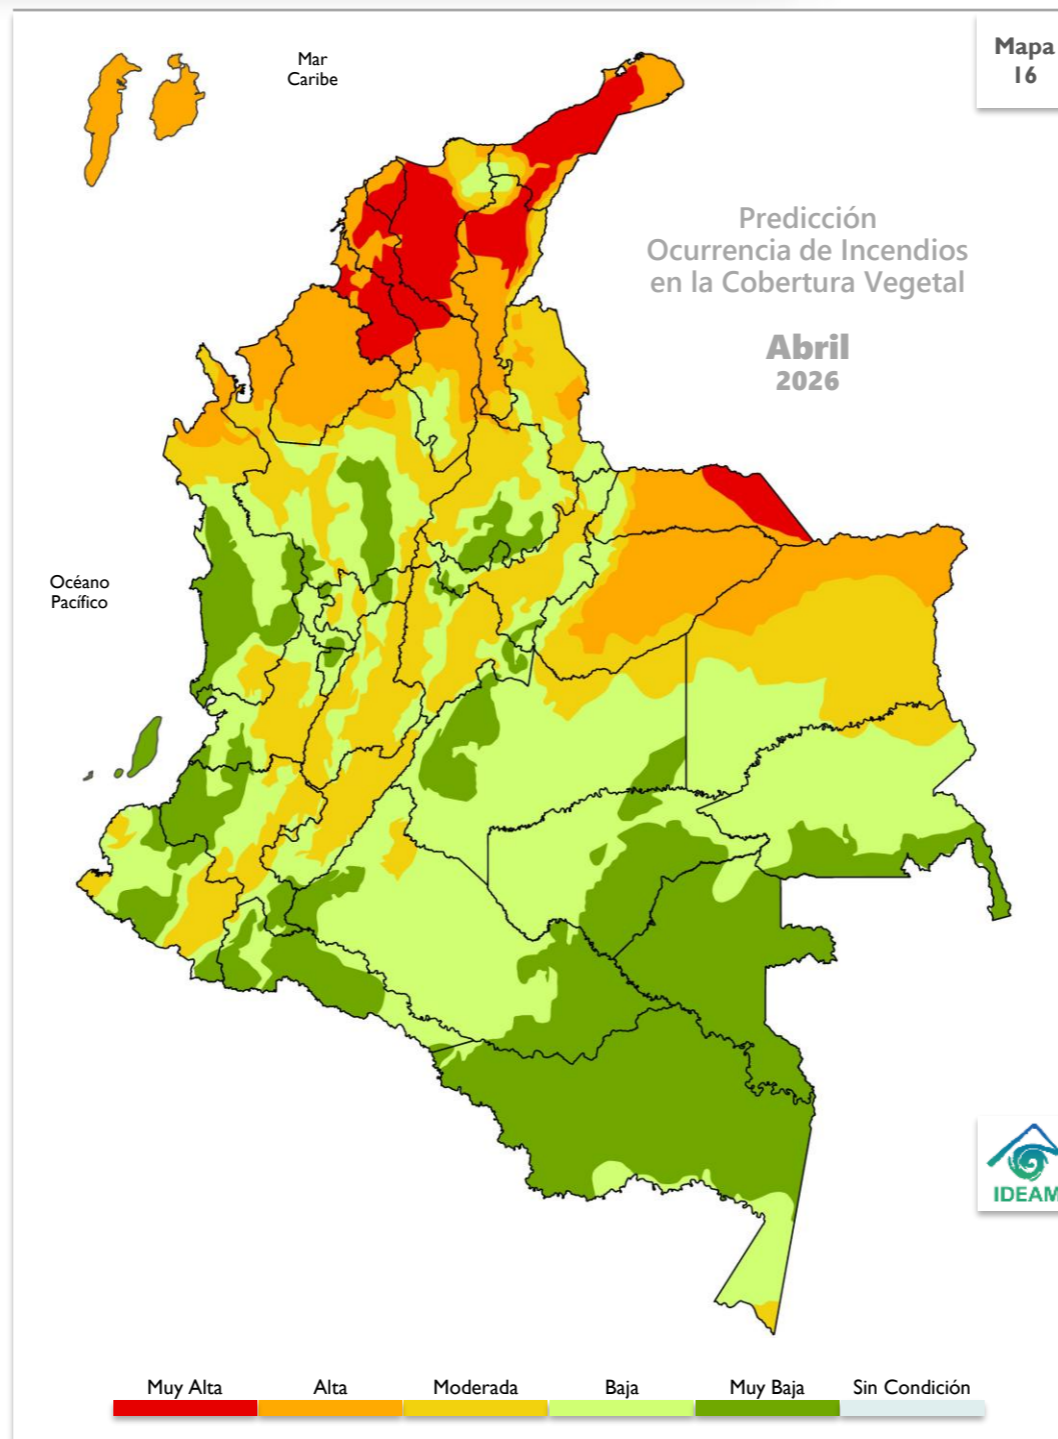 Mar
Caribe
Mapa
16
Predicción
Ocurrencia de Incendios
en la Cobertura Vegetal
Abril
2026
Océano
Pacífico
IDEAM
Muy Alta
Alta
Moderada
Baja
Muy Baja
Sin Condición